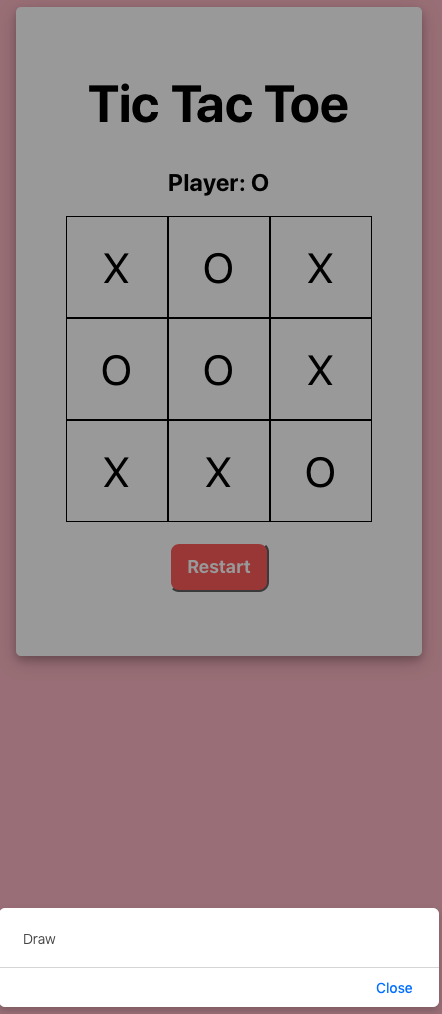 Tic Tac Toe
Player: O
X O X
O O X
X X O
Restart
Draw
Close